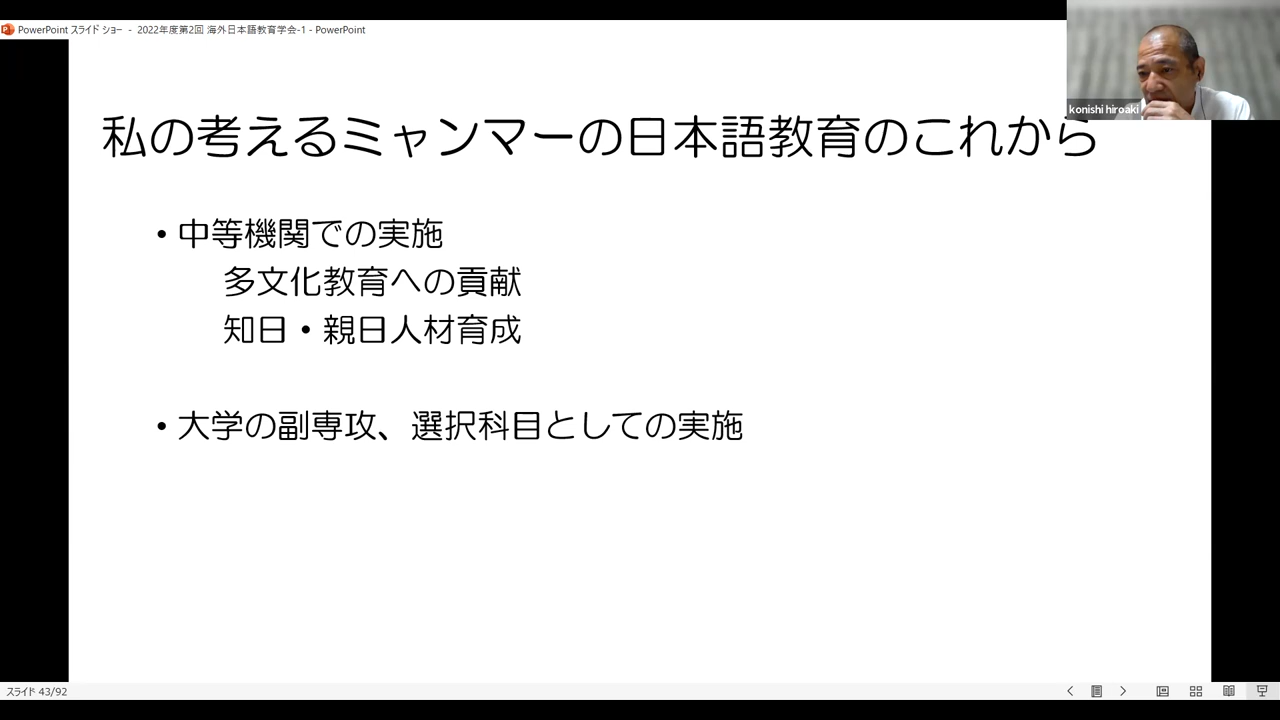 PowerPoint スライド ショー - 2022年度第2回 海外日本語教育学会-1 - PowerPoint
konishi hiroaki
私の考えるミャンマーの日本語教育のこれから
• 中等機関での実施
多文化教育への貢献
知日・親日人材育成
• 大学の副専攻、選択科目としての実施
スライド 43/92